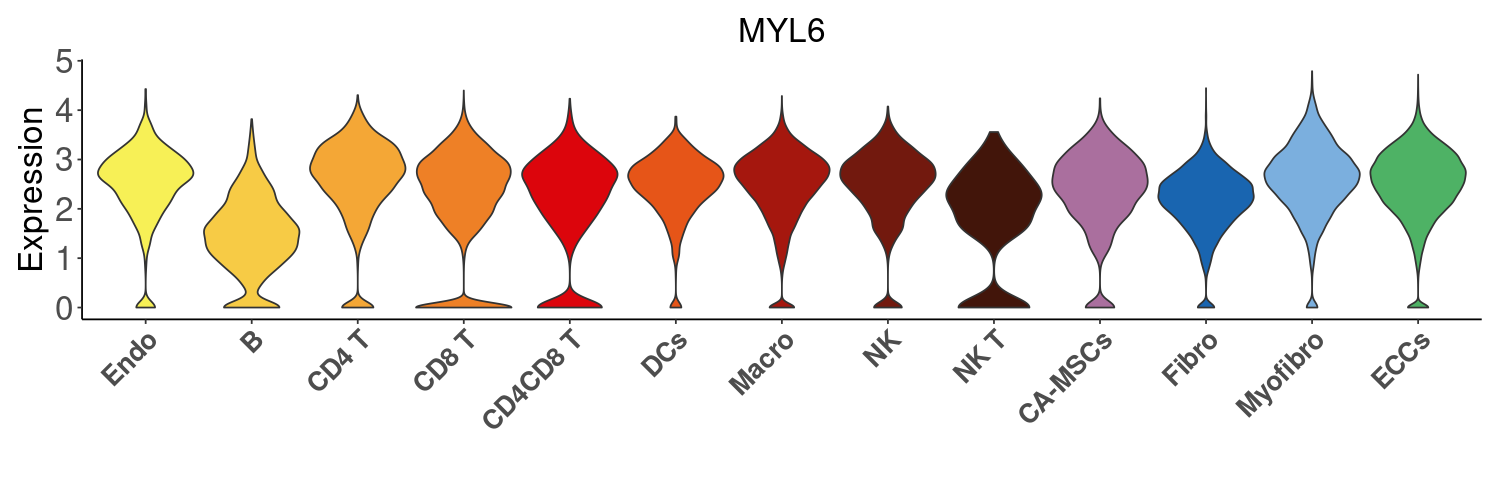 MYL6
Expression
5
4
3
2
1
0
Endo
B
CD4 T
CD8 T
CD4CD8 T
DCs
Macro
NK
NK T
CA-MSCs
Fibro
Myofibro
ECCs